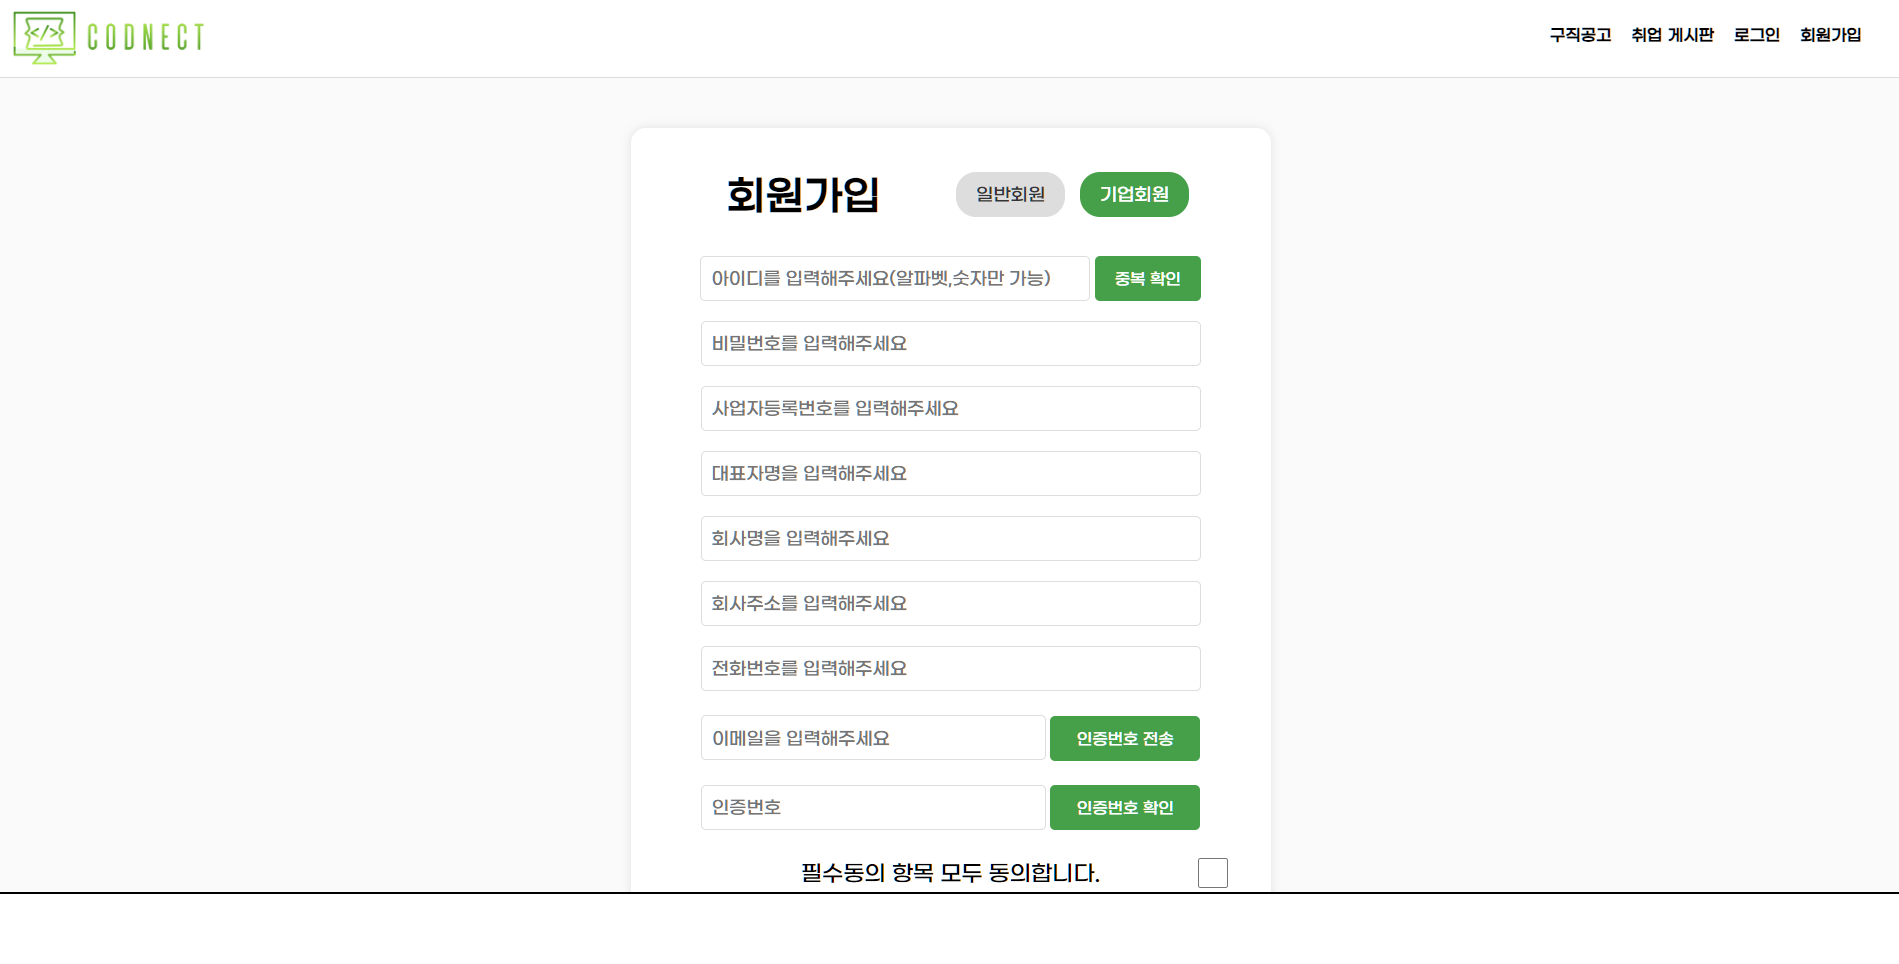 </> CODNECT
구직공고 취업 게시판 로그인 회원가입
회원가입 일반회원 기업회원
아이디를 입력해주세요(알파벳,숫자만 가능) 중복 확인
비밀번호를 입력해주세요
사업자등록번호를 입력해주세요
대표자명을 입력해주세요
회사명을 입력해주세요
회사주소를 입력해주세요
전화번호를 입력해주세요
이메일을 입력해주세요 인증번호 전송
인증번호 인증번호 확인
필수동의 항목 모두 동의합니다.